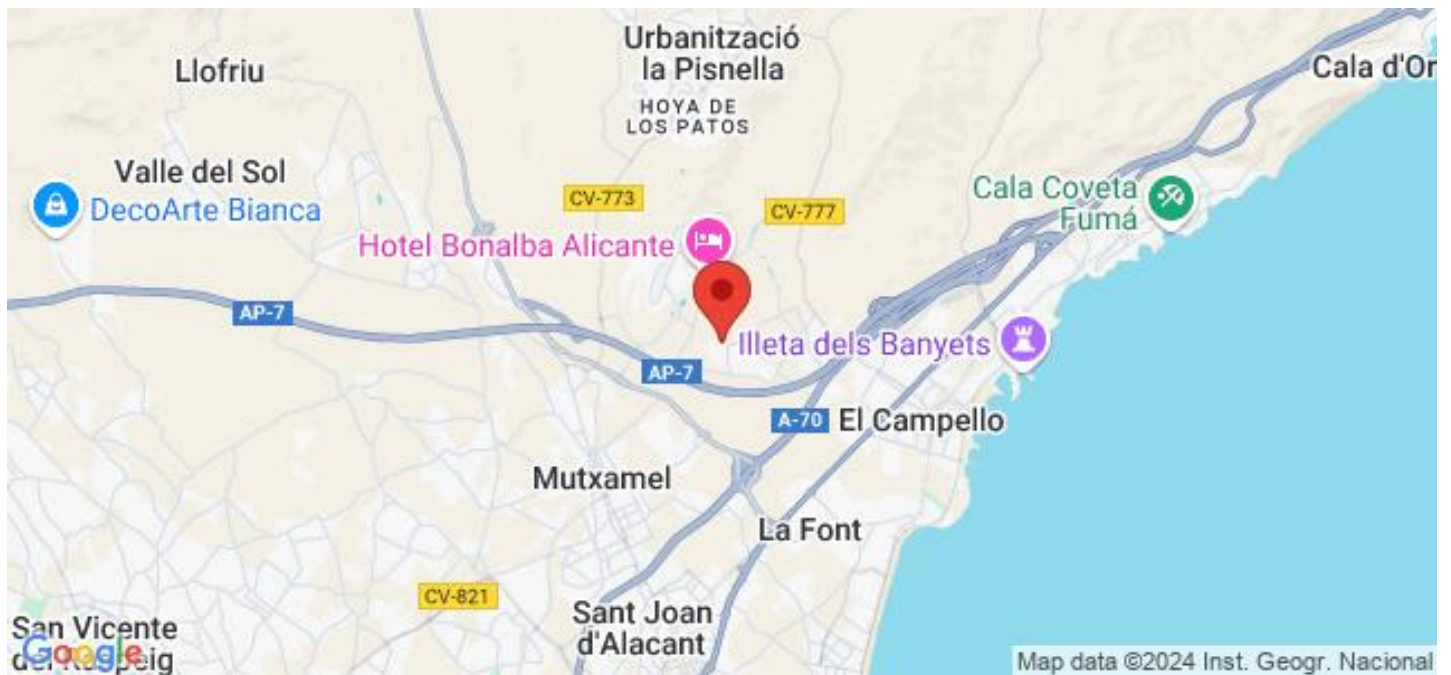 Urbanització
la Pisnella
Llofriu
Cala d'Or
HOYA DE
LOS PATOS
Valle del Sol
DecoArte Bianca
CV-773
CV-777
Cala Coveta
Fumá
Hotel Bonalba Alicante
AP-7
Illeta dels Banyets
AP-7
A-70
El Campello
Mutxamel
La Font
CV-821
Sant Joan
d'Alacant
San Vicente
Google
Map data ©2024 Inst. Geogr. Nacional